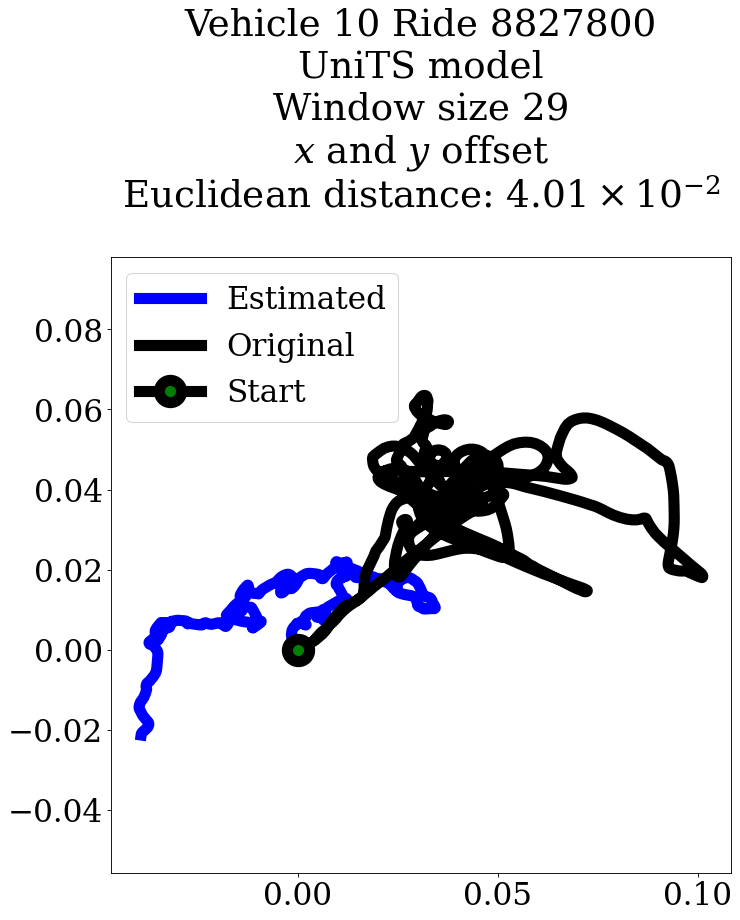 Vehicle 10 Ride 8827800
UniTS model
Window size 29
x and y offset
Euclidean distance: 4.01 × 10⁻²
Estimated
Original
Start
0.08
0.06
0.04
0.02
0.00
−0.02
−0.04
0.00 0.05 0.10